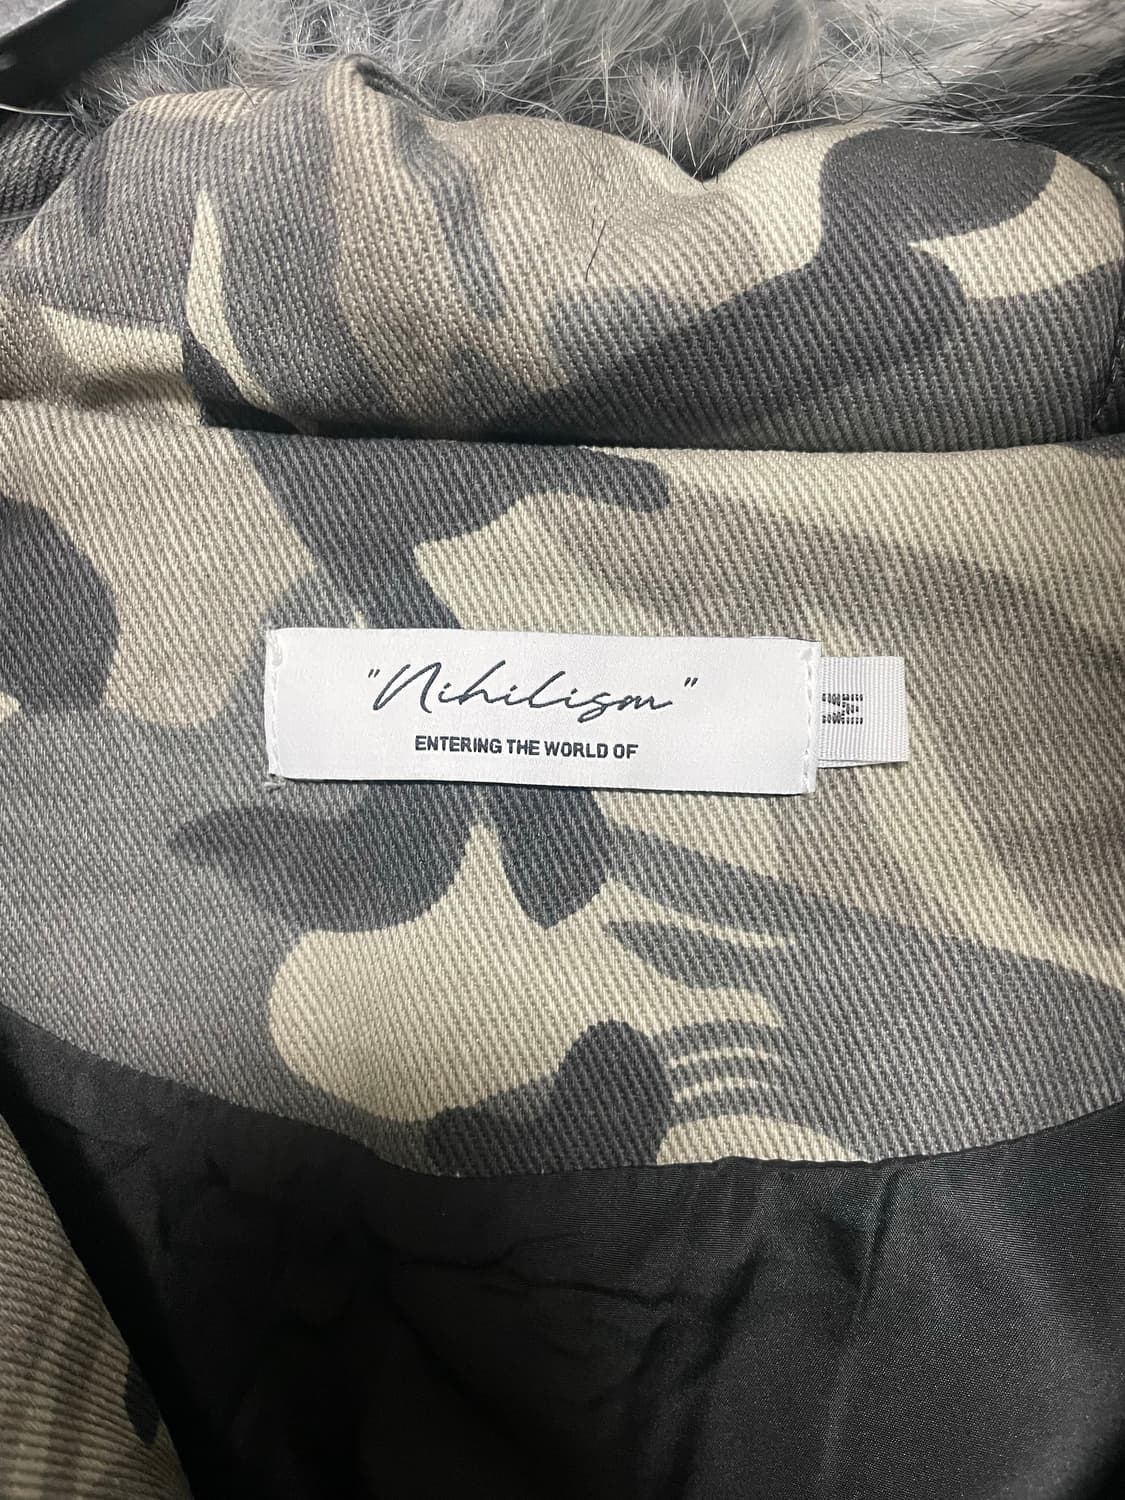 "Nihilism"
ENTERING THE WORLD OF
M